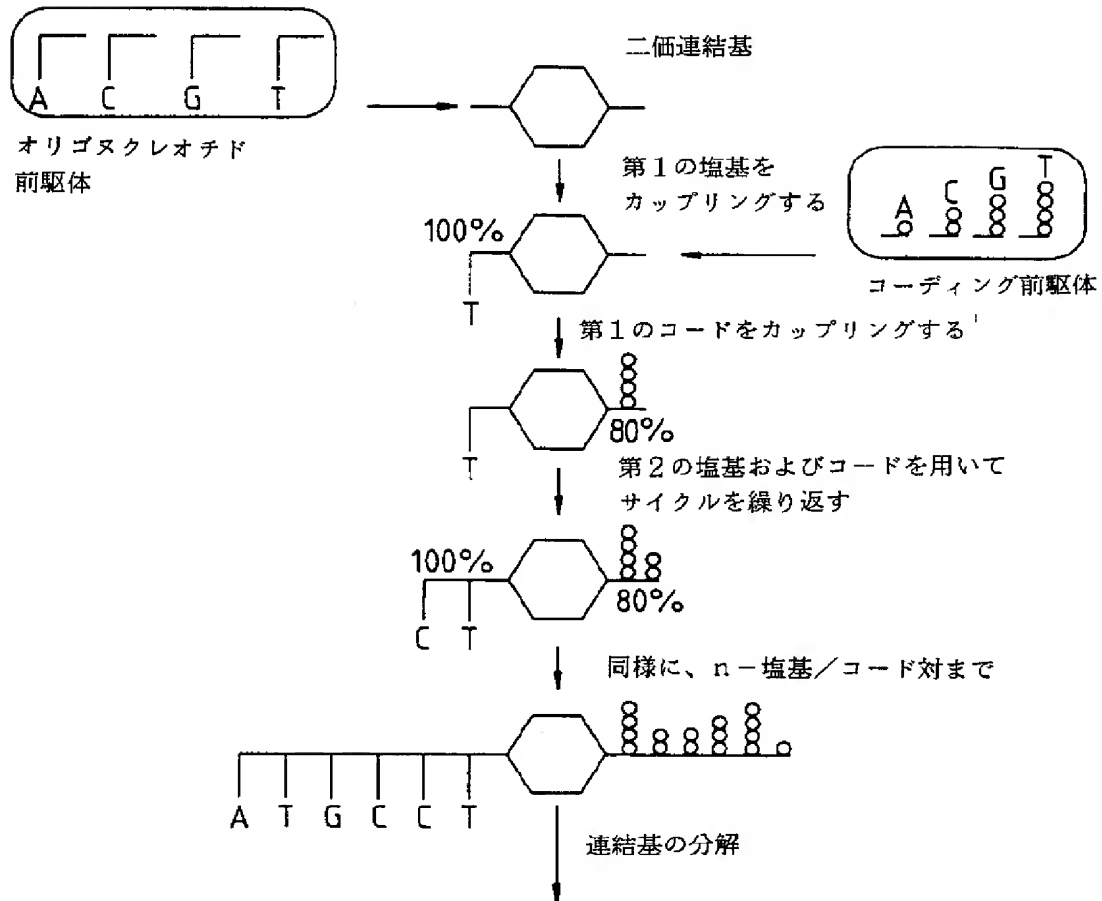 A C G T
オリゴヌクレオチド
前駆体
二価連結基
第1の塩基を
カップリングする
A C G T
コーディング前駆体
100%
T
第1のコードをカップリングする
T
80%
第2の塩基およびコードを用いて
サイクルを繰り返す
100%
C T
80%
同様に、n-塩基/コード対まで
A T G C C T
連結基の分解